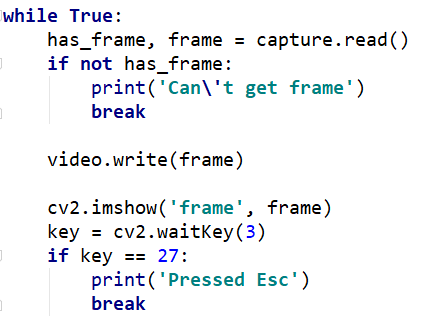 while True:
    has_frame, frame = capture.read()
    if not has_frame:
        print('Can\'t get frame')
        break

    video.write(frame)

    cv2.imshow('frame', frame)
    key = cv2.waitKey(3)
    if key == 27:
        print('Pressed Esc')
        break